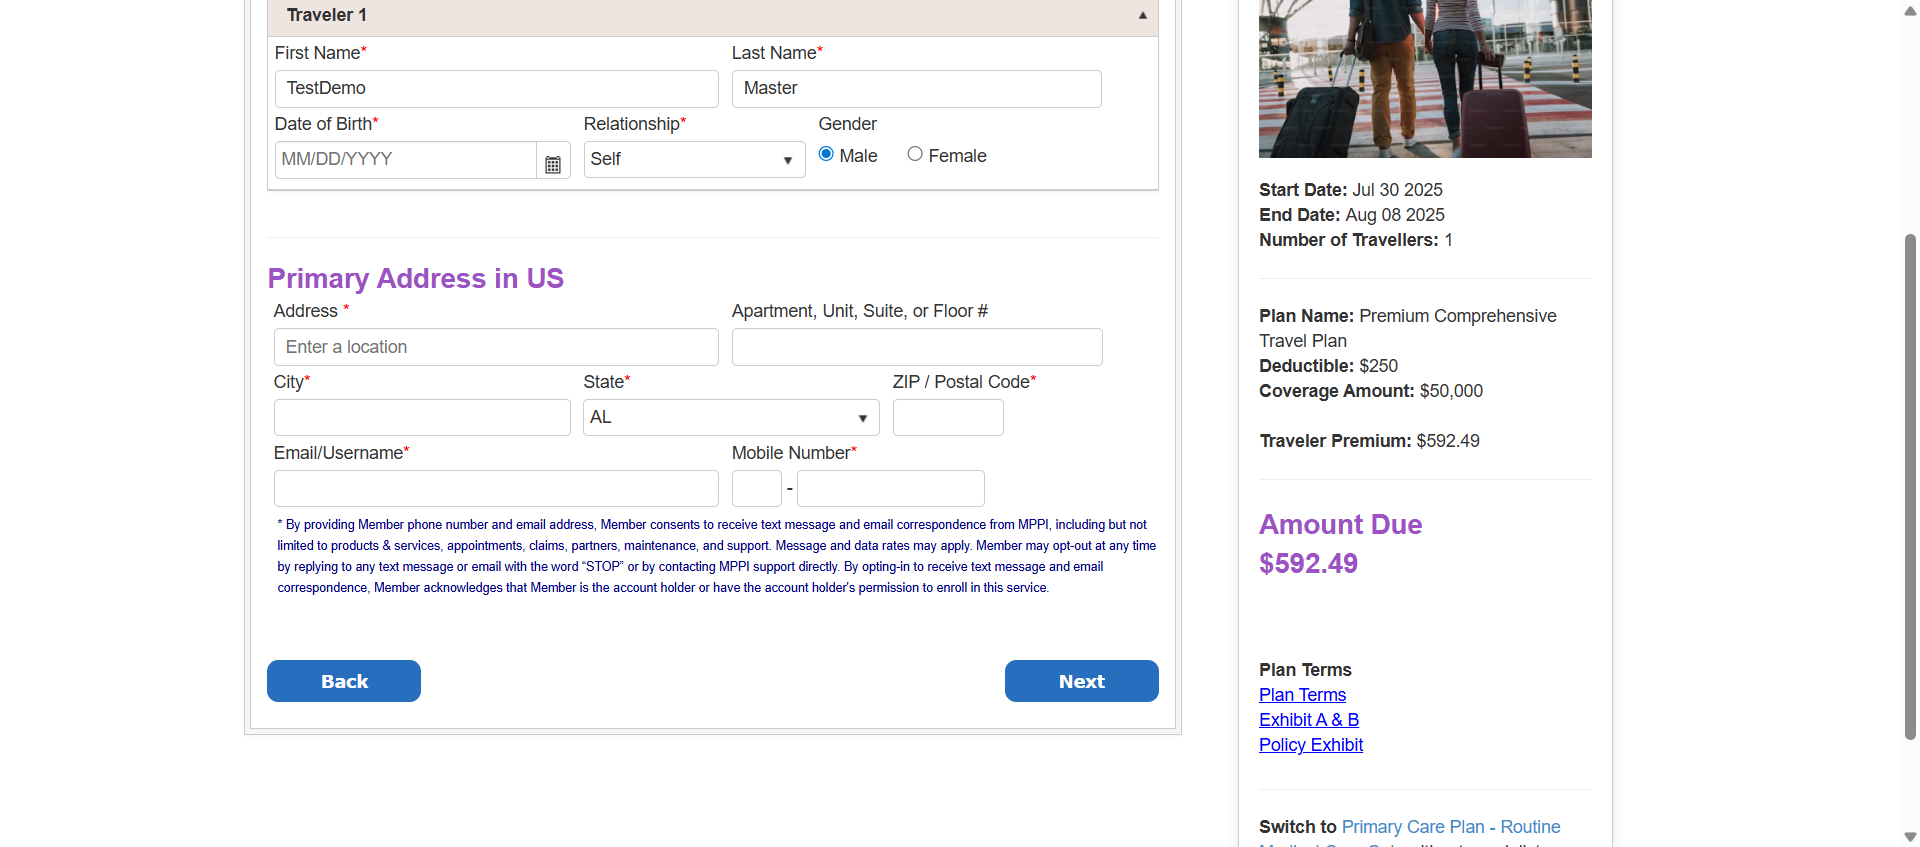 Traveler 1
First Name* Last Name*
TestDemo Master
Date of Birth* Relationship* Gender
MM/DD/YYYY Self Male Female
Primary Address in US
Address * Apartment, Unit, Suite, or Floor #
Enter a location
City* State* ZIP / Postal Code*
AL
Email/Username* Mobile Number*
-
* By providing Member phone number and email address, Member consents to receive text message and email correspondence from MPPI, including but not
limited to products & services, appointments, claims, partners, maintenance, and support. Message and data rates may apply. Member may opt-out at any time
by replying to any text message or email with the word “STOP” or by contacting MPPI support directly. By opting-in to receive text message and email
correspondence, Member acknowledges that Member is the account holder or have the account holder's permission to enroll in this service.
Back Next
Start Date: Jul 30 2025
End Date: Aug 08 2025
Number of Travellers: 1
Plan Name: Premium Comprehensive
Travel Plan
Deductible: $250
Coverage Amount: $50,000
Traveler Premium: $592.49
Amount Due
$592.49
Plan Terms
Plan Terms
Exhibit A & B
Policy Exhibit
Switch to Primary Care Plan - Routine